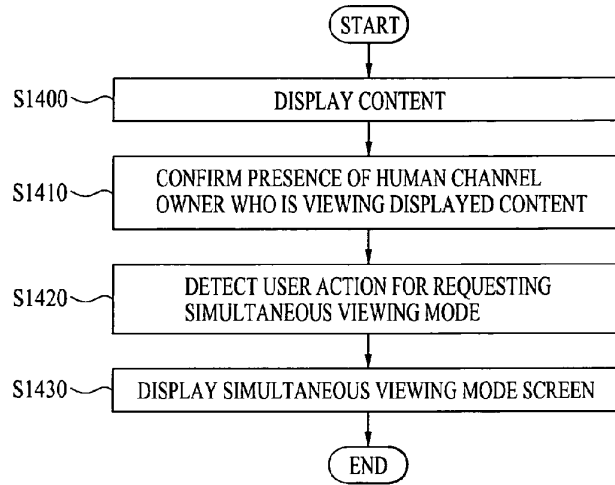 START
S1400
DISPLAY CONTENT
S1410
CONFIRM PRESENCE OF HUMAN CHANNEL
OWNER WHO IS VIEWING DISPLAYED CONTENT
S1420
DETECT USER ACTION FOR REQUESTING
SIMULTANEOUS VIEWING MODE
S1430
DISPLAY SIMULTANEOUS VIEWING MODE SCREEN
END